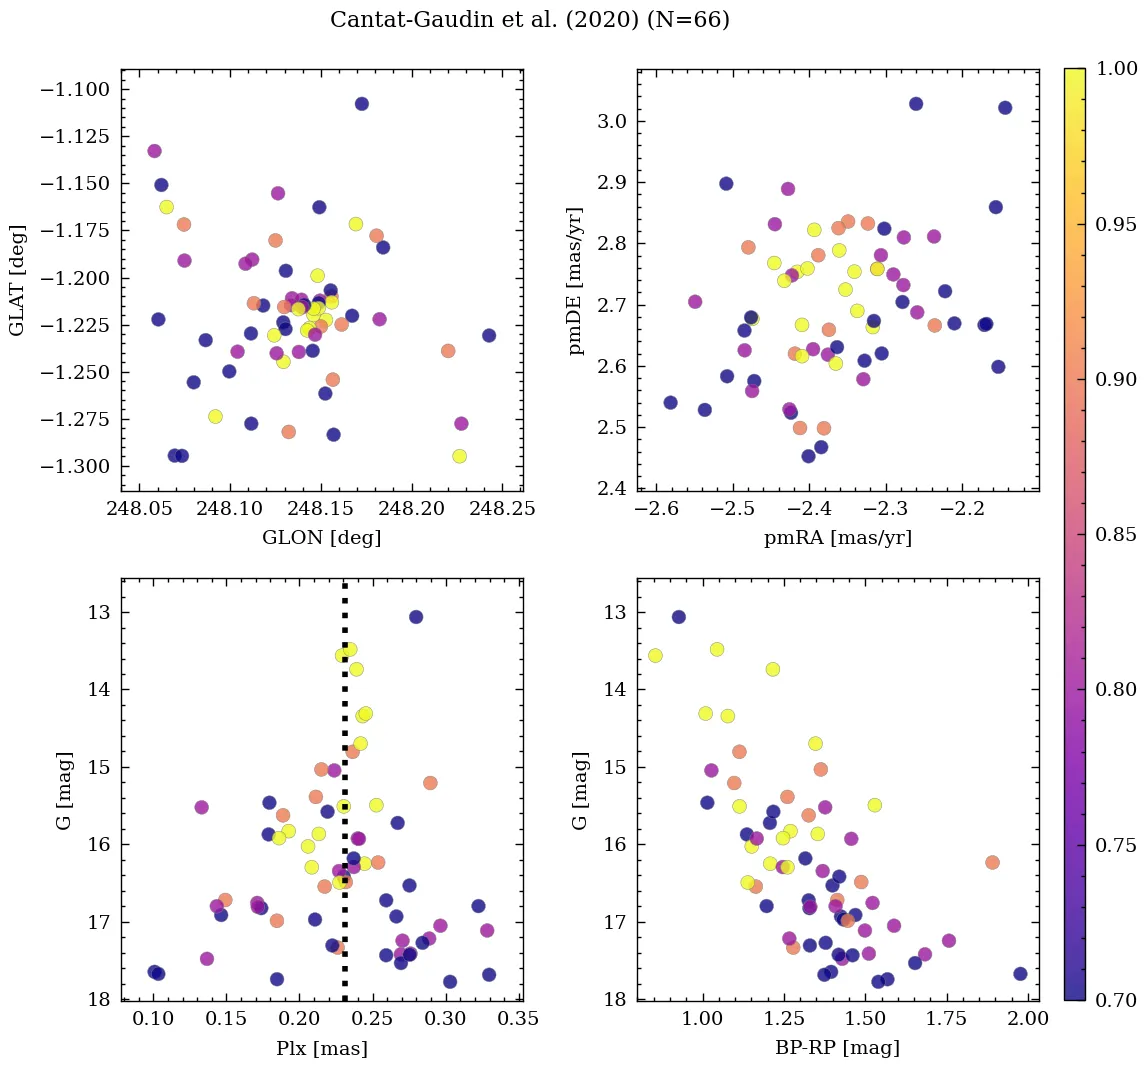 Cantat-Gaudin et al. (2020) (N=66)
−1.100
−1.125
−1.150
−1.175
−1.200
−1.225
−1.250
−1.275
−1.300
GLAT [deg]
248.05 248.10 248.15 248.20 248.25
GLON [deg]
3.0
2.9
2.8
2.7
2.6
2.5
2.4
pmDE [mas/yr]
−2.6 −2.5 −2.4 −2.3 −2.2
pmRA [mas/yr]
13
14
15
16
17
18
G [mag]
0.10 0.15 0.20 0.25 0.30 0.35
Plx [mas]
13
14
15
16
17
18
G [mag]
1.00 1.25 1.50 1.75 2.00
BP-RP [mag]
1.00
0.95
0.90
0.85
0.80
0.75
0.70